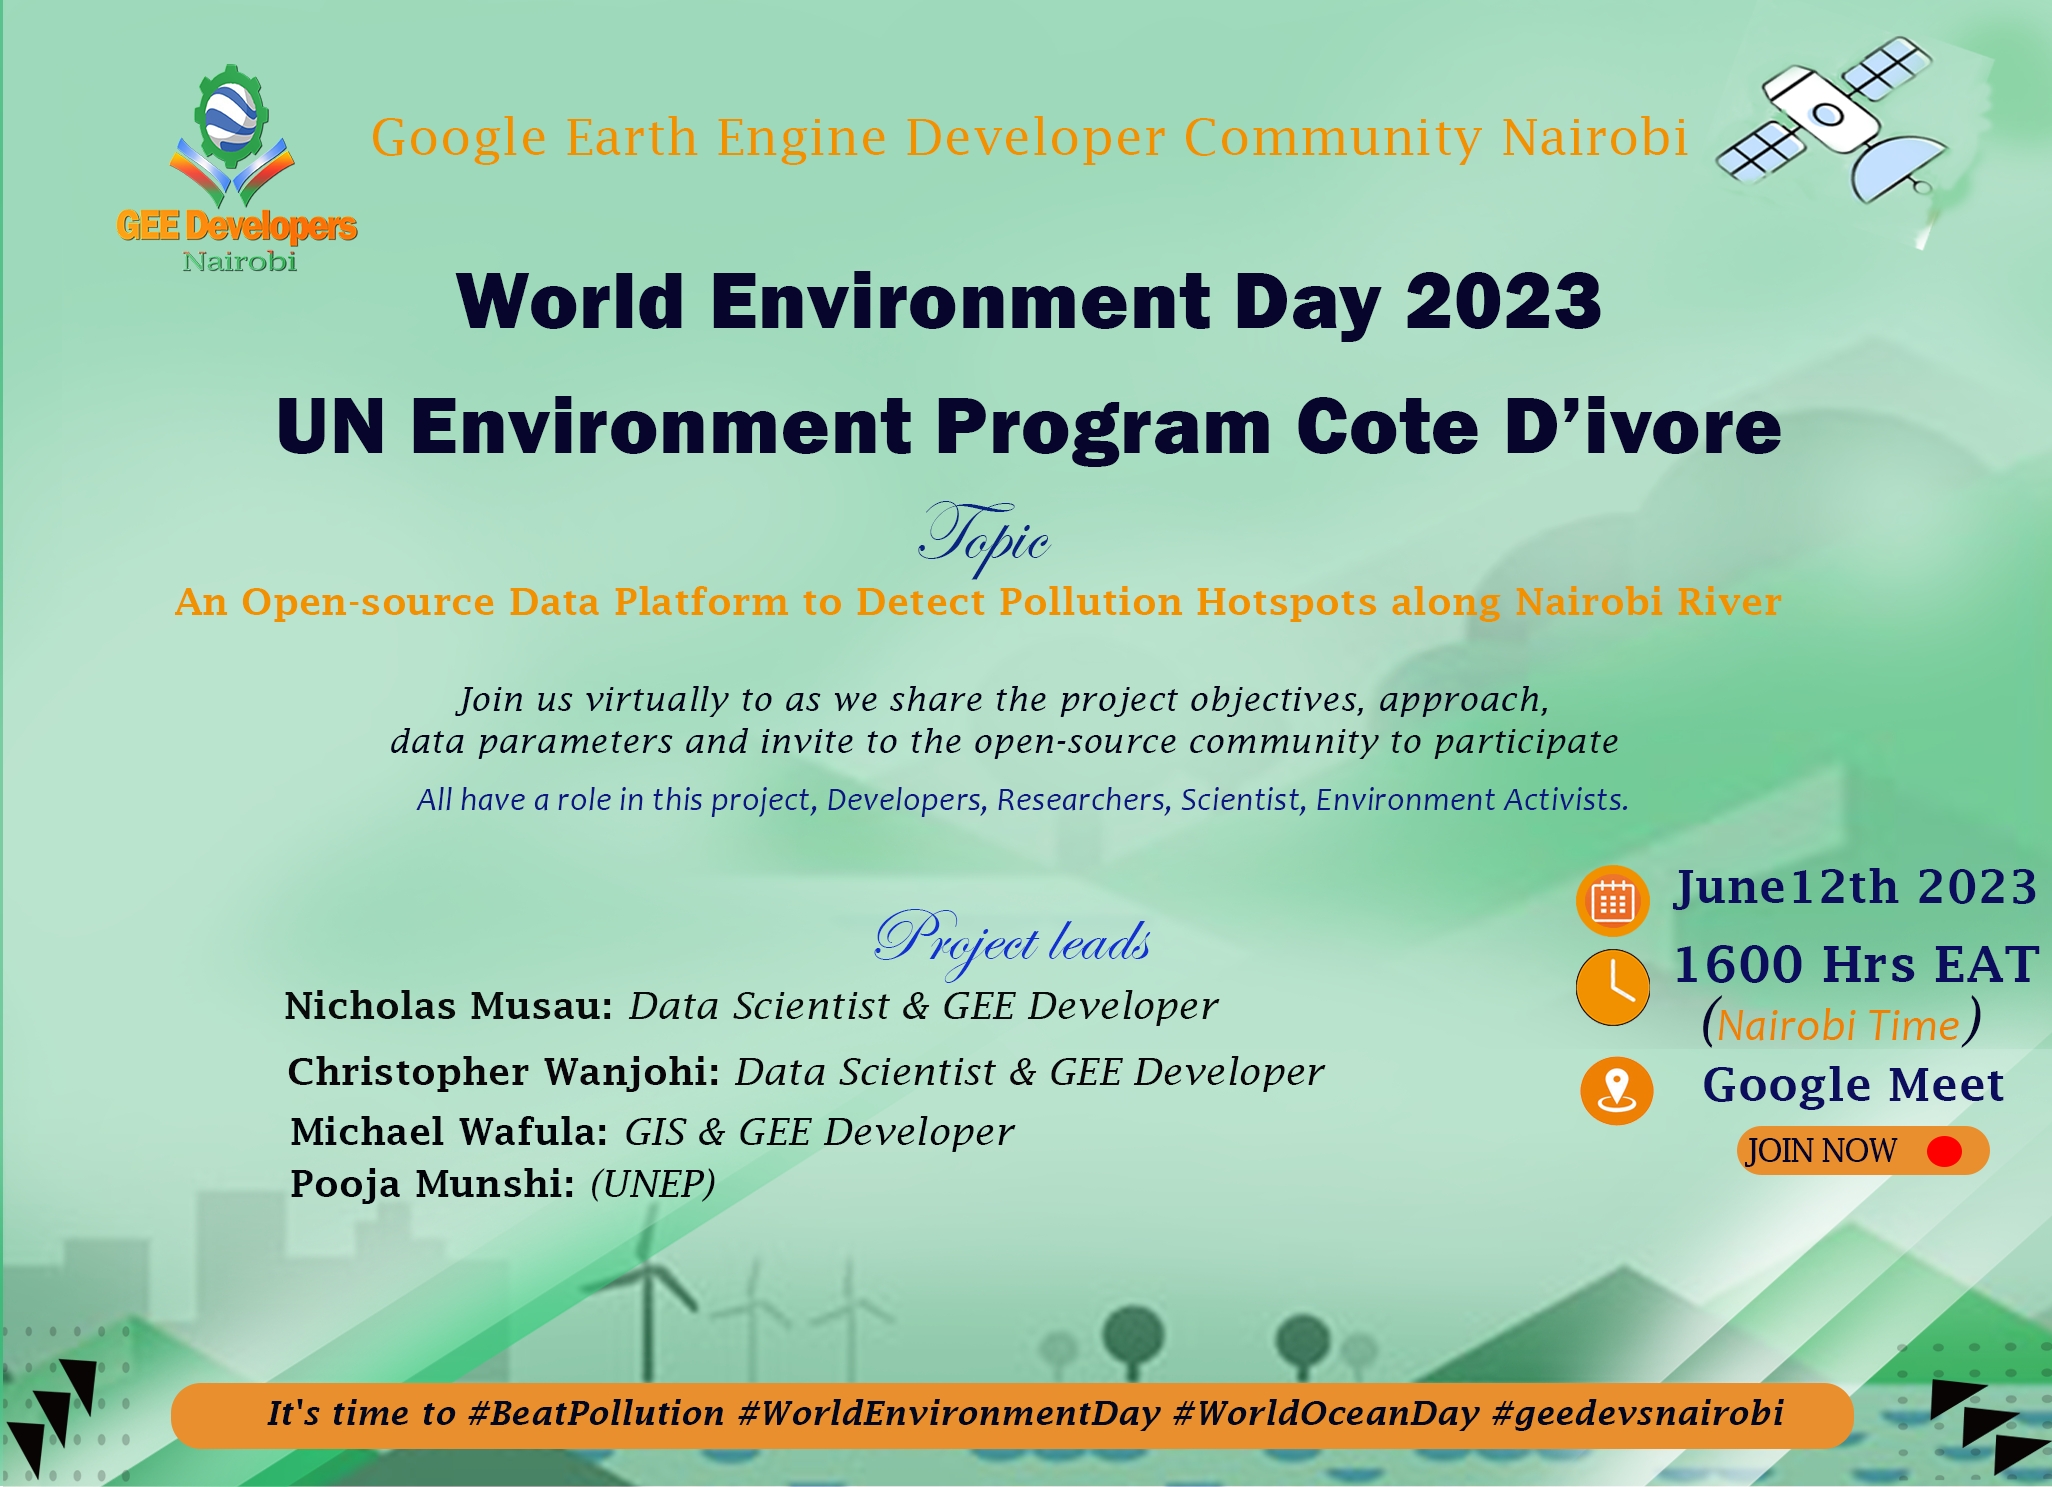 GEE Developers
Nairobi
Google Earth Engine Developer Community Nairobi
World Environment Day 2023
UN Environment Program Cote D’ivore
Topic
An Open-source Data Platform to Detect Pollution Hotspots along Nairobi River
Join us virtually to as we share the project objectives, approach,
data parameters and invite to the open-source community to participate
All have a role in this project, Developers, Researchers, Scientist, Environment Activists.
Project leads
Nicholas Musau: Data Scientist & GEE Developer
Christopher Wanjohi: Data Scientist & GEE Developer
Michael Wafula: GIS & GEE Developer
Pooja Munshi: (UNEP)
June12th 2023
1600 Hrs EAT
(Nairobi Time)
Google Meet
JOIN NOW
It's time to #BeatPollution #WorldEnvironmentDay #WorldOceanDay #geedevsnairobi